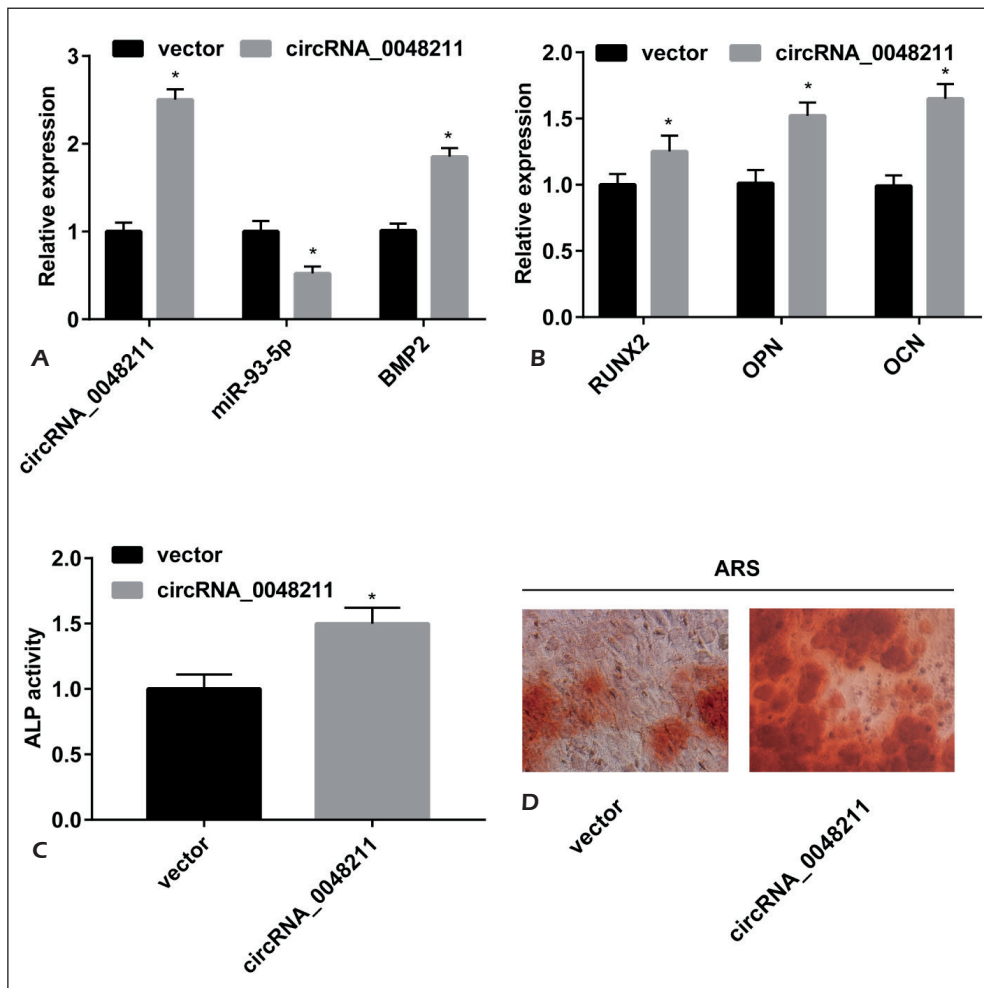 vector circRNA_0048211
Relative expression
3
2
1
0
*
*
*
circRNA_0048211
miR-93-5p
BMP2
A
vector circRNA_0048211
Relative expression
2.0
1.5
1.0
0.5
0.0
*
*
*
RUNX2
OPN
OCN
B
vector
circRNA_0048211
ALP activity
2.0
1.5
1.0
0.5
0.0
*
vector
circRNA_0048211
C
ARS
vector
circRNA_0048211
D